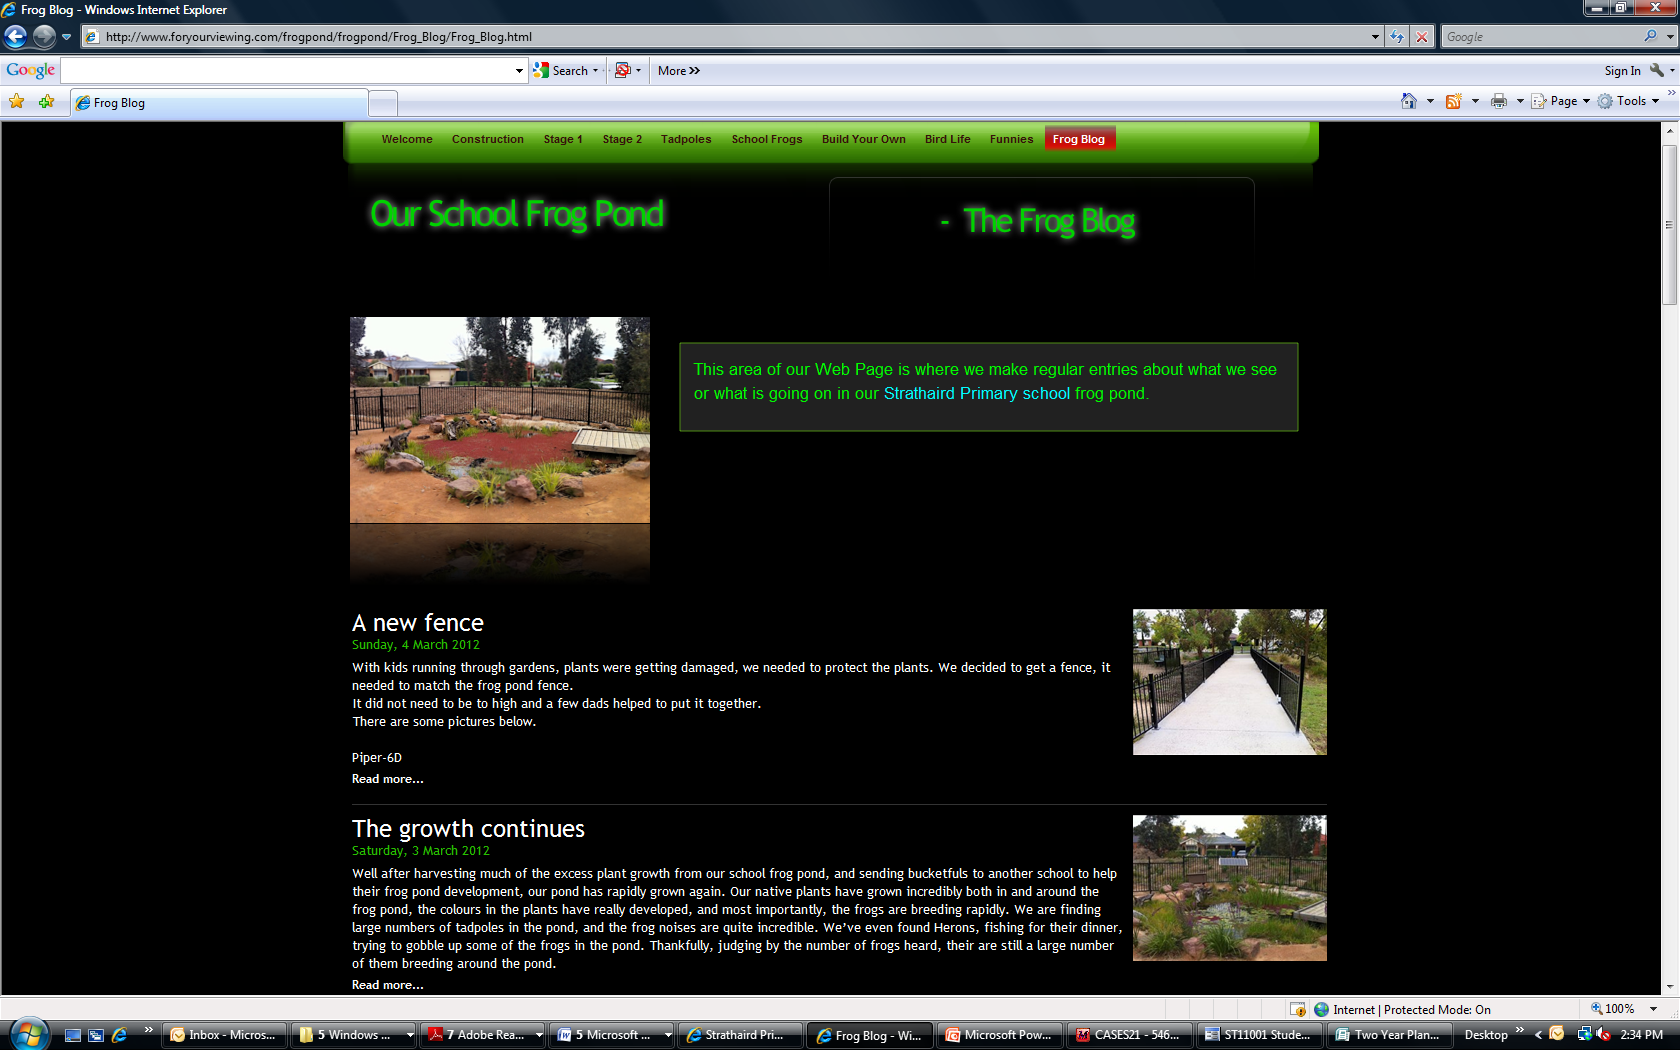 Frog Blog - Windows Internet Explorer
http://www.foryourviewing.com/frogpond/frogpond/Frog_Blog/Frog_Blog.html
Google
Google
Search
More
Sign In
Frog Blog
Page
Tools
Welcome Construction Stage 1 Stage 2 Tadpoles School Frogs Build Your Own Bird Life Funnies Frog Blog
Our School Frog Pond
- The Frog Blog
This area of our Web Page is where we make regular entries about what we see
or what is going on in our Strathaird Primary school frog pond.
A new fence
Sunday, 4 March 2012
With kids running through gardens, plants were getting damaged, we needed to protect the plants. We decided to get a fence, it
needed to match the frog pond fence.
It did not need to be to high and a few dads helped to put it together.
There are some pictures below.
Piper-6D
Read more...
The growth continues
Saturday, 3 March 2012
Well after harvesting much of the excess plant growth from our school frog pond, and sending bucketfuls to another school to help
their frog pond development, our pond has rapidly grown again. Our native plants have grown incredibly both in and around the
frog pond, the colours in the plants have really developed, and most importantly, the frogs are breeding rapidly. We are finding
large numbers of tadpoles in the pond, and the frog noises are quite incredible. We've even found Herons, fishing for their dinner,
trying to gobble up some of the frogs in the pond. Thankfully, judging by the number of frogs heard, their are still a large number
of them breeding around the pond.
Read more...
Internet | Protected Mode: On
100%
Inbox - Micros...
5 Windows ...
7 Adobe Rea...
5 Microsoft ...
Strathaird Pri...
Frog Blog - Wi...
Microsoft Pow...
CASES21 - 546...
ST11001 Stude...
Two Year Plan...
Desktop
2:34 PM